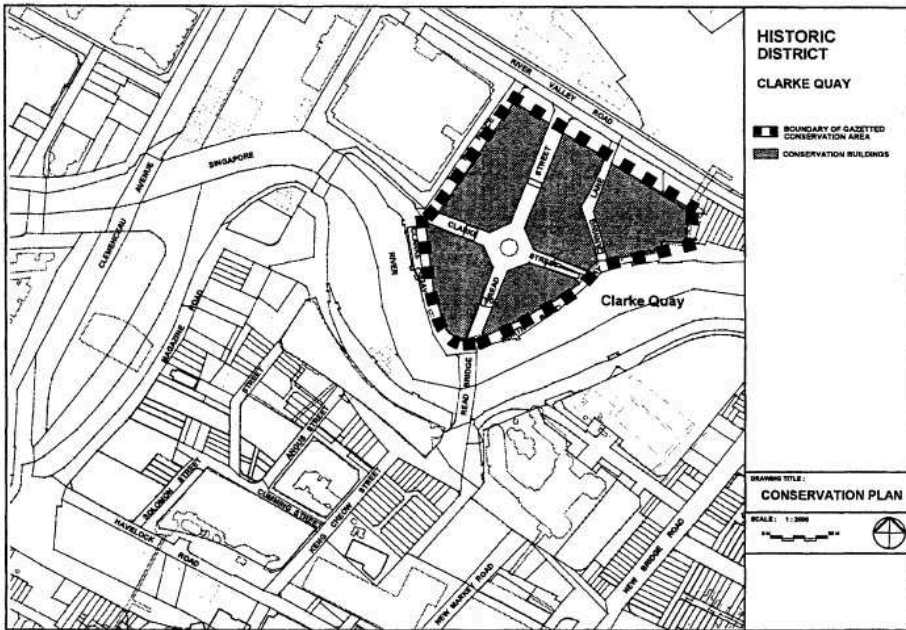 HISTORIC
DISTRICT
CLARKE QUAY
BOUNDARY OF GAZETTED
CONSERVATION AREA
CONSERVATION BUILDINGS
DRAWING TITLE :
CONSERVATION PLAN
SCALE : 1 : 2000
RIVER VALLEY ROAD
STREET
LANE
CLARKE
STREET
READ
Clarke Quay
READ BRIDGE
SINGAPORE
RIVER
CLEMENCEAU AVENUE
MAGAZINE ROAD
STREET
ANGUS STREET
SOLOMON STREET
CUMMING STREET
KENG CHEOW STREET
HAVELOCK ROAD
NEW MARKET ROAD
NEW BRIDGE ROAD